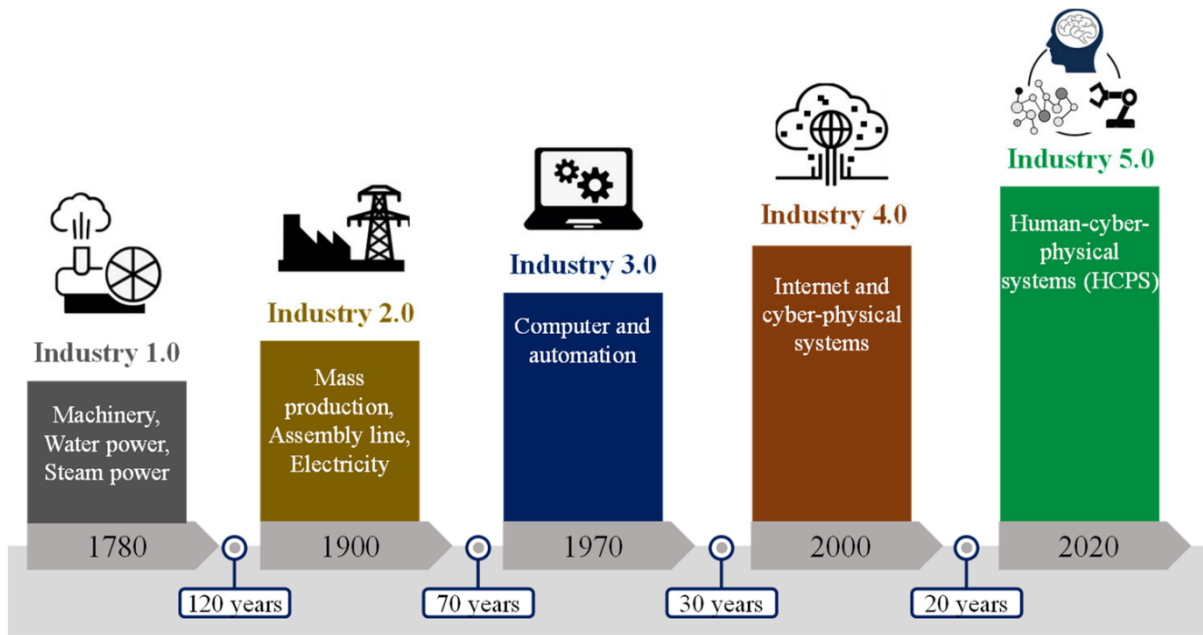 Industry 1.0
Machinery,
Water power,
Steam power
1780
120 years
Industry 2.0
Mass
production,
Assembly line,
Electricity
1900
70 years
Industry 3.0
Computer and
automation
1970
30 years
Industry 4.0
Internet and
cyber-physical
systems
2000
20 years
Industry 5.0
Human-cyber-
physical
systems (HCPS)
2020